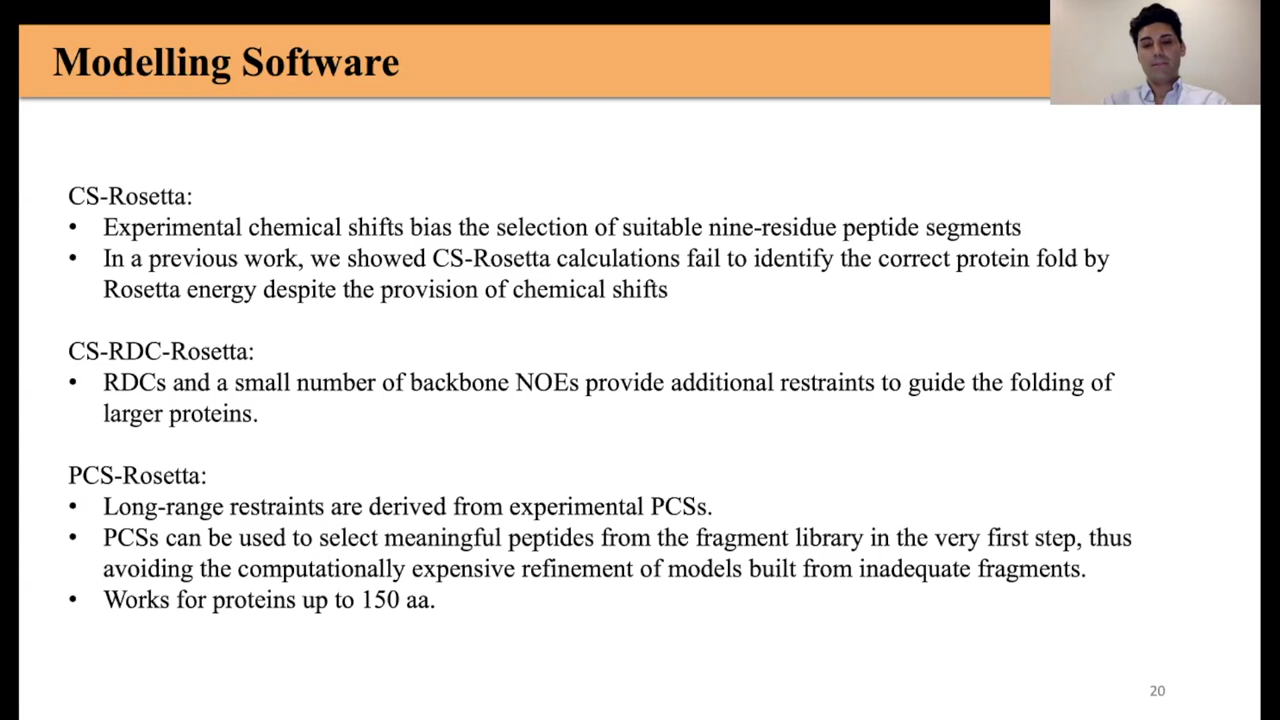 Modelling Software
CS-Rosetta:
• Experimental chemical shifts bias the selection of suitable nine-residue peptide segments
• In a previous work, we showed CS-Rosetta calculations fail to identify the correct protein fold by
Rosetta energy despite the provision of chemical shifts
CS-RDC-Rosetta:
• RDCs and a small number of backbone NOEs provide additional restraints to guide the folding of
larger proteins.
PCS-Rosetta:
• Long-range restraints are derived from experimental PCSs.
• PCSs can be used to select meaningful peptides from the fragment library in the very first step, thus
avoiding the computationally expensive refinement of models built from inadequate fragments.
• Works for proteins up to 150 aa.
20